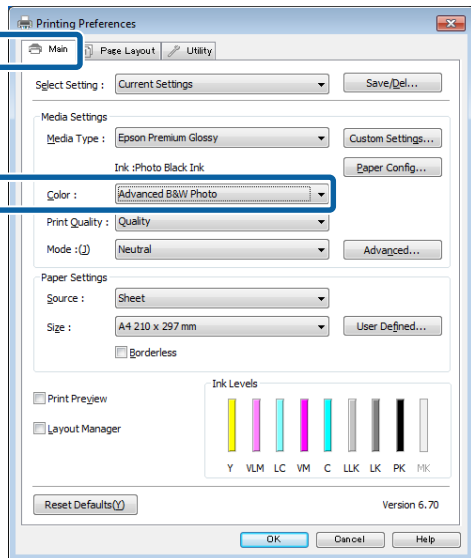 Printing Preferences
Main Page Layout Utility
Select Setting : Current Settings Save/Del...
Media Settings
Media Type : Epson Premium Glossy Custom Settings...
Ink :Photo Black Ink Paper Config...
Color : Advanced B&W Photo
Print Quality : Quality
Mode :(J) Neutral Advanced...
Paper Settings
Source : Sheet
Size : A4 210 x 297 mm User Defined...
Borderless
Ink Levels
Print Preview
Layout Manager
Y VLM LC VM C LLK LK PK MK
Reset Defaults(Y) Version 6.70
OK Cancel Help